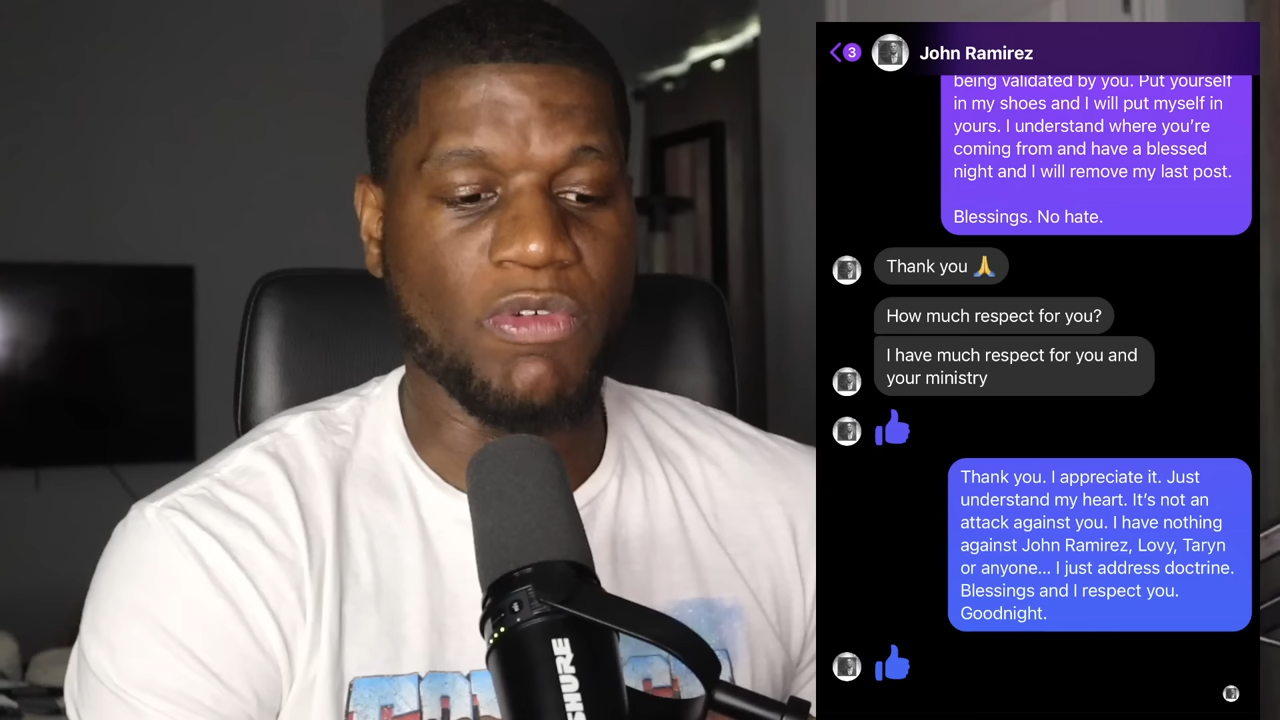 3
John Ramirez
being validated by you. Put yourself
in my shoes and I will put myself in
yours. I understand where you’re
coming from and have a blessed
night and I will remove my last post.
Blessings. No hate.
Thank you 🙏
How much respect for you?
I have much respect for you and
your ministry
Thank you. I appreciate it. Just
understand my heart. It’s not an
attack against you. I have nothing
against John Ramirez, Lovy, Taryn
or anyone... I just address doctrine.
Blessings and I respect you.
Goodnight.
SHURE